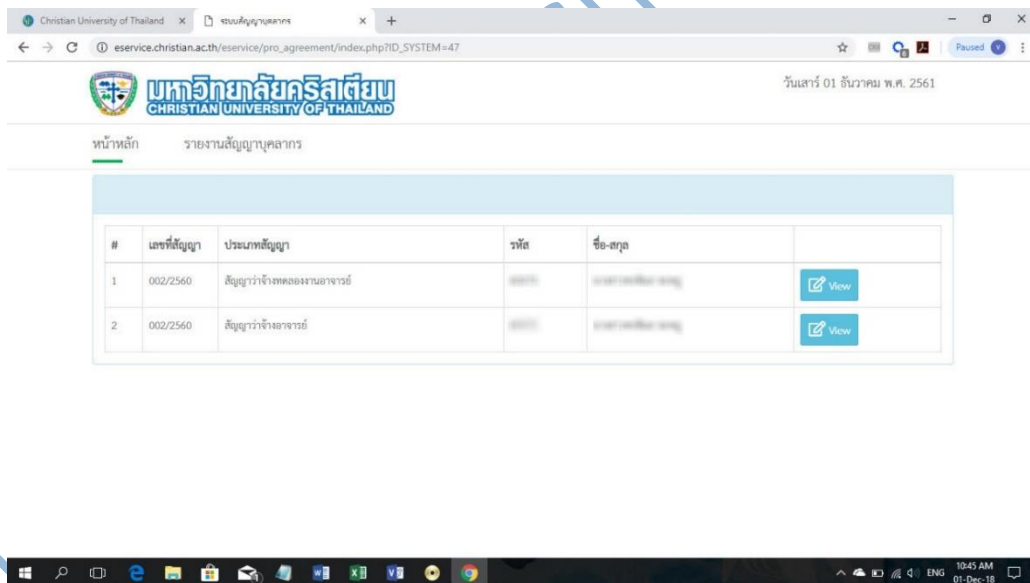 Christian University of Thailand
ระบบสัญญาบุคลากร
eservice.christian.ac.th/eservice/pro_agreement/index.php?ID_SYSTEM=47
Paused
มหาวิทยาลัยคริสเตียน
CHRISTIAN UNIVERSITY OF THAILAND
วันเสาร์ 01 ธันวาคม พ.ศ. 2561
หน้าหลัก รายงานสัญญาบุคลากร
# เลขที่สัญญา ประเภทสัญญา รหัส ชื่อ-สกุล
1 002/2560 สัญญาว่าจ้างทดลองงานอาจารย์ View
2 002/2560 สัญญาว่าจ้างอาจารย์ View
ENG 10:45 AM
01-Dec-18